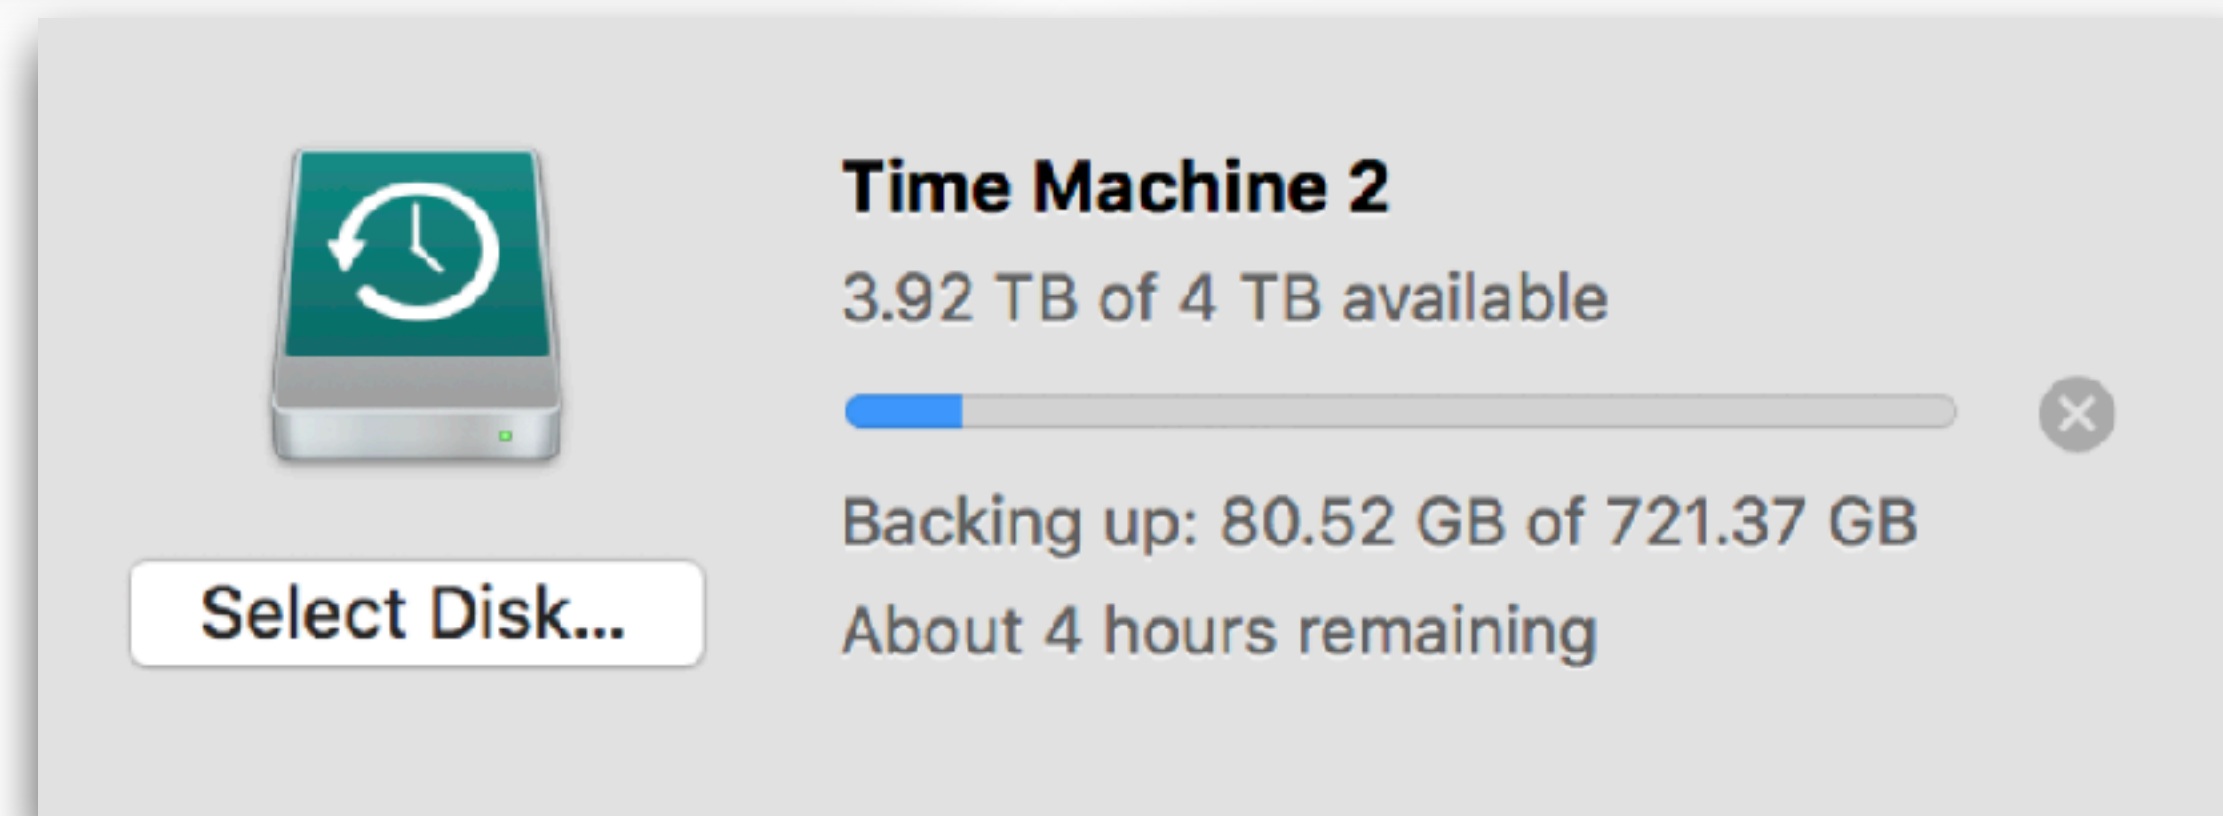 Time Machine 2
3.92 TB of 4 TB available
Backing up: 80.52 GB of 721.37 GB
About 4 hours remaining
Select Disk...